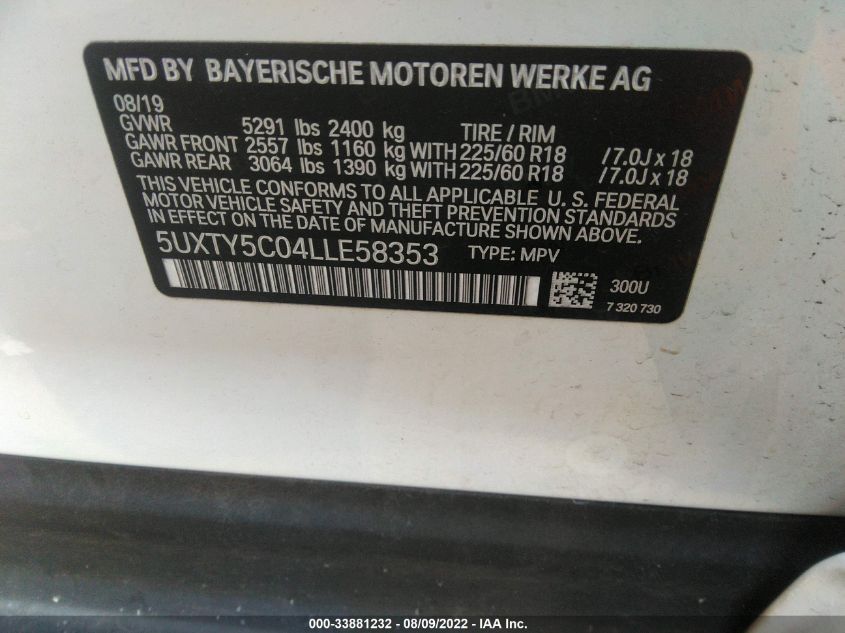 MFD BY BAYERISCHE MOTOREN WERKE AG
08/19
GVWR 5291 lbs 2400 kg TIRE / RIM
GAWR FRONT 2557 lbs 1160 kg WITH 225/60 R18 / 7.0J x 18
GAWR REAR 3064 lbs 1390 kg WITH 225/60 R18 / 7.0J x 18
THIS VEHICLE CONFORMS TO ALL APPLICABLE U. S. FEDERAL
MOTOR VEHICLE SAFETY AND THEFT PREVENTION STANDARDS
IN EFFECT ON THE DATE OF MANUFACTURE SHOWN ABOVE.
5UXTY5C04LLE58353 TYPE: MPV
300U
7 320 730
000-33881232 - 08/09/2022 - IAA Inc.